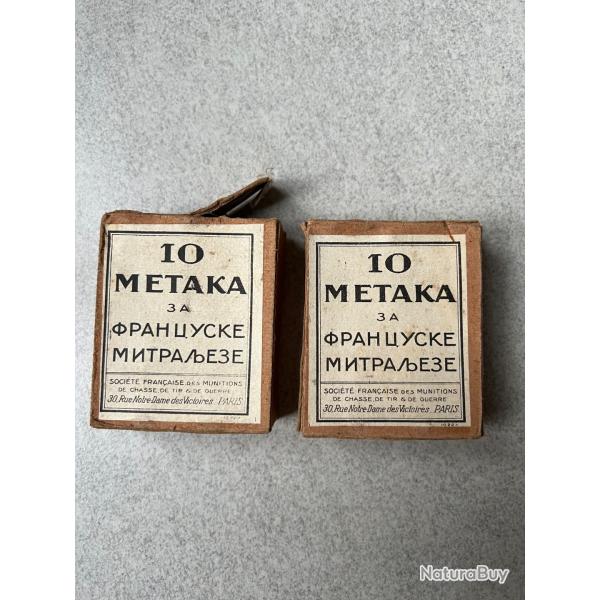 10
МЕТАКА
ЗА
ФРАНЦУСКЕ
МИТРАЉЕЗЕ
SOCIÉTÉ FRANÇAISE DES MUNITIONS
DE CHASSE, DE TIR & DE GUERRE
30, Rue Notre-Dame des Victoires. PARIS
10
МЕТАКА
ЗА
ФРАНЦУСКЕ
МИТРАЉЕЗЕ
SOCIÉTÉ FRANÇAISE DES MUNITIONS
DE CHASSE, DE TIR & DE GUERRE
30, Rue Notre-Dame des Victoires. PARIS
NaturaBuy